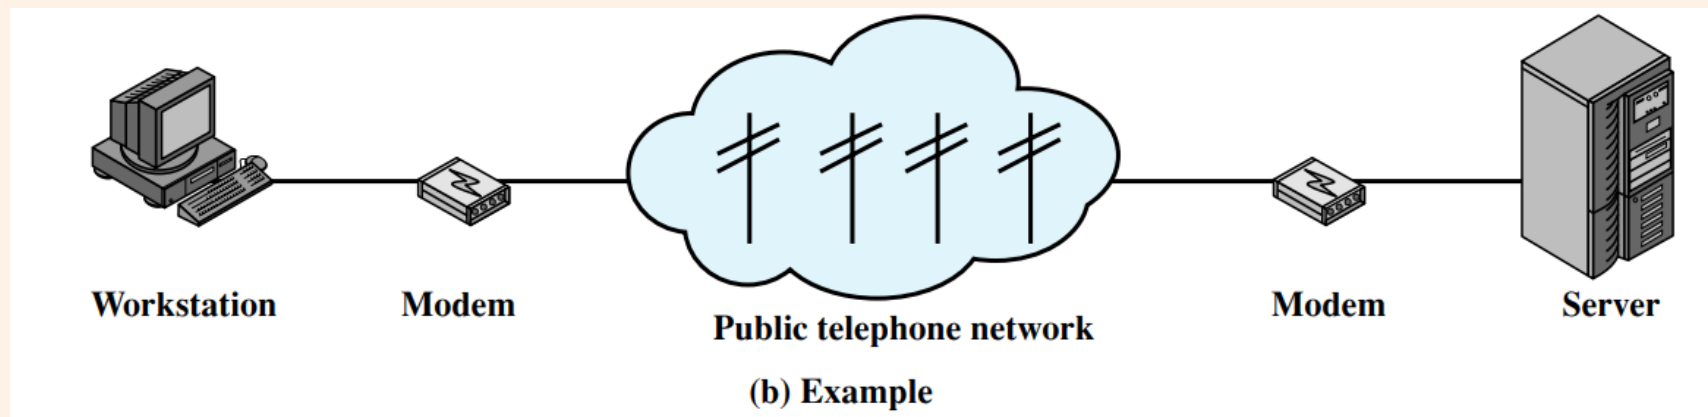 Workstation
Modem
Public telephone network
Modem
Server
(b) Example